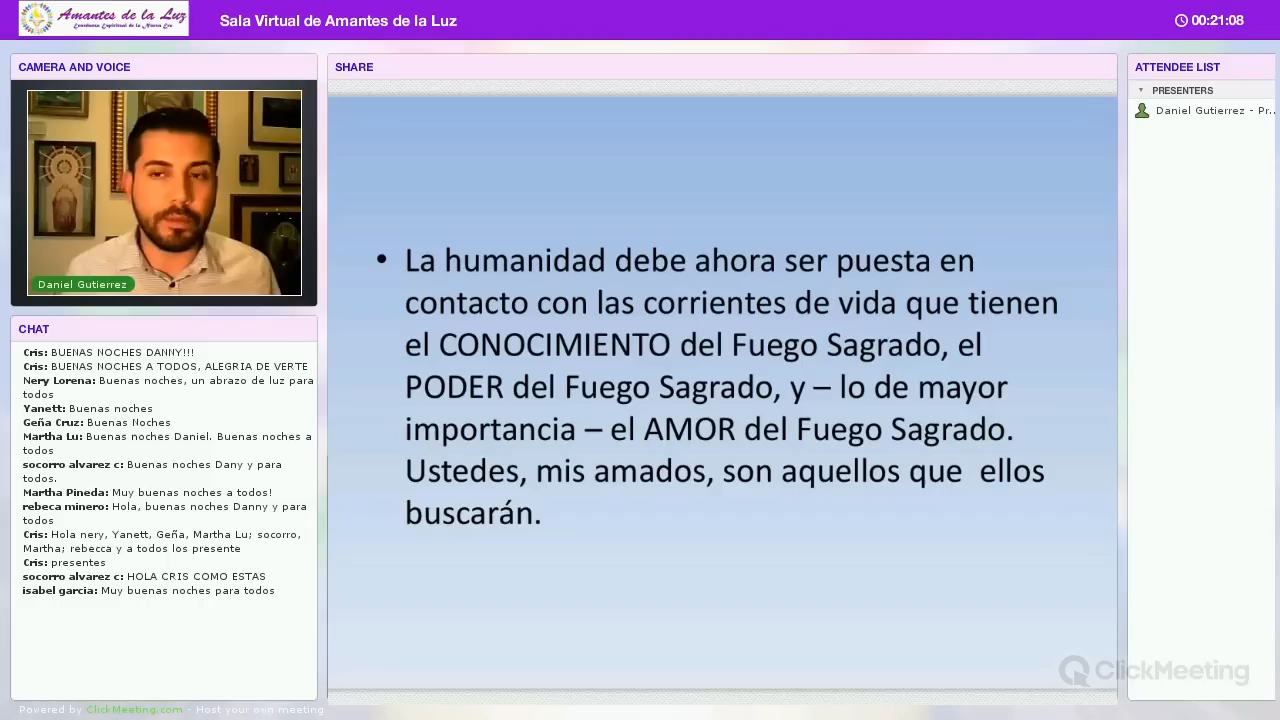 Amantes de la Luz
Enseñanza Espiritual de la Nueva Era
Sala Virtual de Amantes de la Luz
00:21:08
CAMERA AND VOICE
Daniel Gutierrez
CHAT
Cris: BUENAS NOCHES DANNY!!!
Cris: BUENAS NOCHES A TODOS, ALEGRIA DE VERTE
Nery Lorena: Buenas noches, un abrazo de luz para
todos
Yanett: Buenas noches
Geña Cruz: Buenas Noches
Martha Lu: Buenas noches Daniel. Buenas noches a
todos
socorro alvarez c: Buenas noches Dany y para
todos.
Martha Pineda: Muy buenas noches a todos!
rebeca minero: Hola, buenas noches Danny y para
todos
Cris: Hola nery, Yanett, Geña, Martha Lu; socorro,
Martha; rebecca y a todos los presente
Cris: presentes
socorro alvarez c: HOLA CRIS COMO ESTAS
isabel garcia: Muy buenas noches para todos
SHARE
• La humanidad debe ahora ser puesta en
contacto con las corrientes de vida que tienen
el CONOCIMIENTO del Fuego Sagrado, el
PODER del Fuego Sagrado, y – lo de mayor
importancia – el AMOR del Fuego Sagrado.
Ustedes, mis amados, son aquellos que  ellos
buscarán.
ATTENDEE LIST
PRESENTERS
Daniel Gutierrez - Pr..
ClickMeeting
Powered by ClickMeeting.com - Host your own meeting